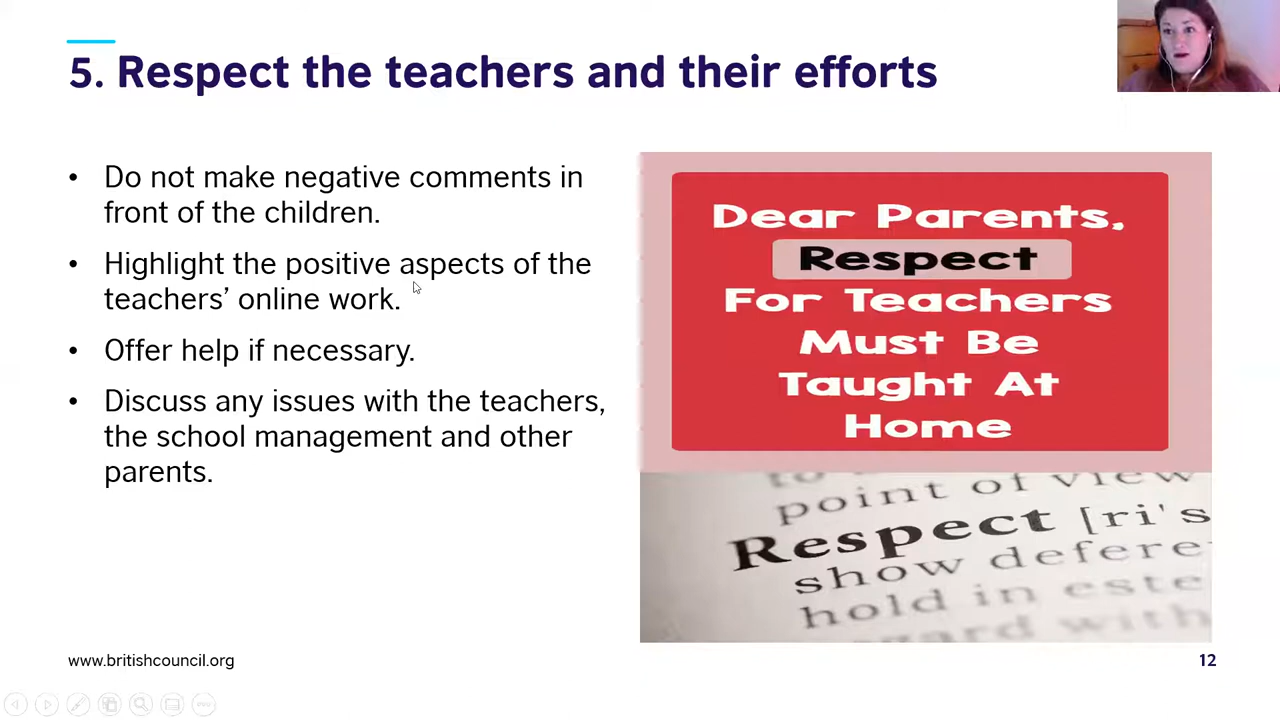 5. Respect the teachers and their efforts
• Do not make negative comments in
front of the children.
• Highlight the positive aspects of the
teachers’ online work.
• Offer help if necessary.
• Discuss any issues with the teachers,
the school management and other
parents.
Dear Parents,
Respect
For Teachers
Must Be
Taught At
Home
point of view
Respect [ri's
show defere
hold in este
regard with
www.britishcouncil.org
12